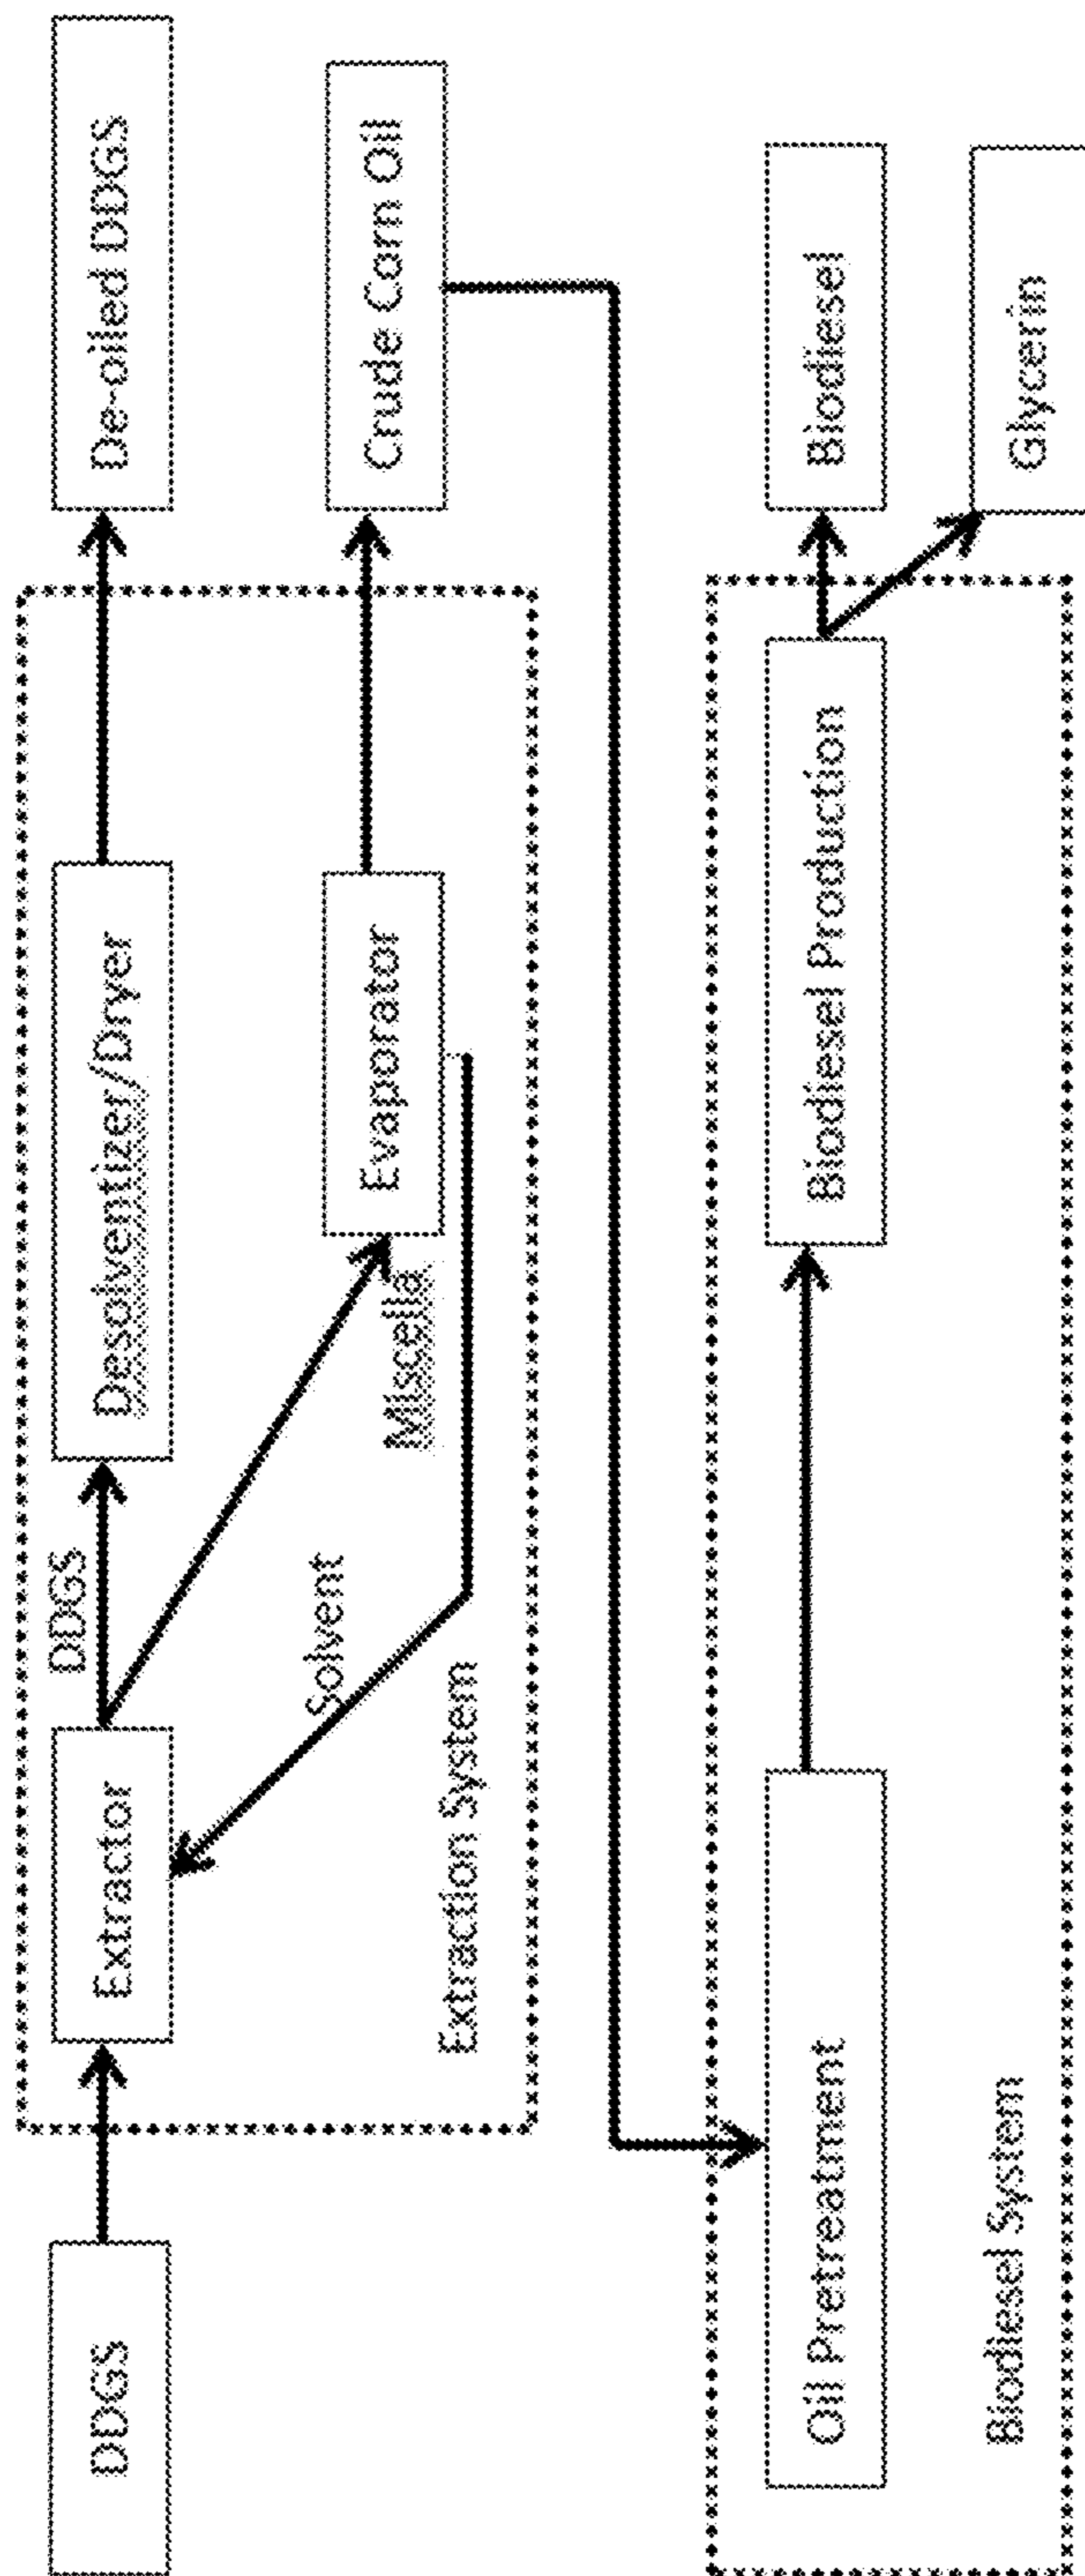 DDGS
Extractor
DDGS
Desolventizer/Dryer
De-oiled DDGS
Solvent
Miscella
Evaporator
Crude Corn Oil
Extraction System
Oil Pretreatment
Biodiesel Production
Biodiesel
Glycerin
Biodiesel System